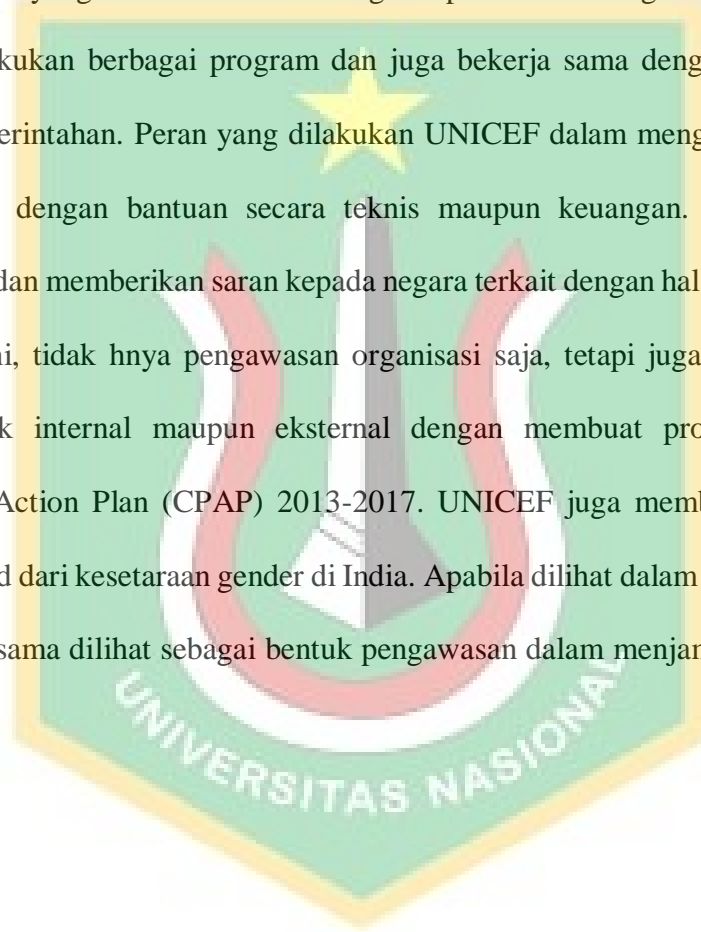 kukan berbagai program dan juga bekerja sama deng
erintahan. Peran yang dilakukan UNICEF dalam meng
dengan bantuan secara teknis maupun keuangan.
dan memberikan saran kepada negara terkait dengan hal
ni, tidak hnya pengawasan organisasi saja, tetapi juga
k internal maupun eksternal dengan membuat pro
Action Plan (CPAP) 2013-2017. UNICEF juga memb
d dari kesetaraan gender di India. Apabila dilihat dalam
sama dilihat sebagai bentuk pengawasan dalam menjan
UNIVERSITAS NASIONAL